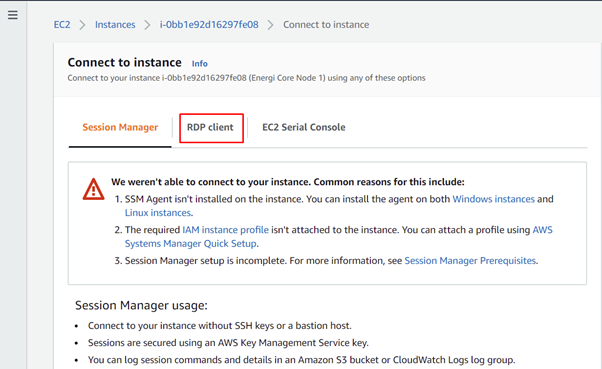 EC2 > Instances > i-0bb1e92d16297fe08 > Connect to instance
Connect to instance Info
Connect to your instance i-0bb1e92d16297fe08 (Energi Core Node 1) using any of these options
Session Manager RDP client EC2 Serial Console
We weren't able to connect to your instance. Common reasons for this include:
1. SSM Agent isn't installed on the instance. You can install the agent on both Windows instances and
Linux instances.
2. The required IAM instance profile isn't attached to the instance. You can attach a profile using AWS
Systems Manager Quick Setup.
3. Session Manager setup is incomplete. For more information, see Session Manager Prerequisites.
Session Manager usage:
• Connect to your instance without SSH keys or a bastion host.
• Sessions are secured using an AWS Key Management Service key.
• You can log session commands and details in an Amazon S3 bucket or CloudWatch Logs log group.